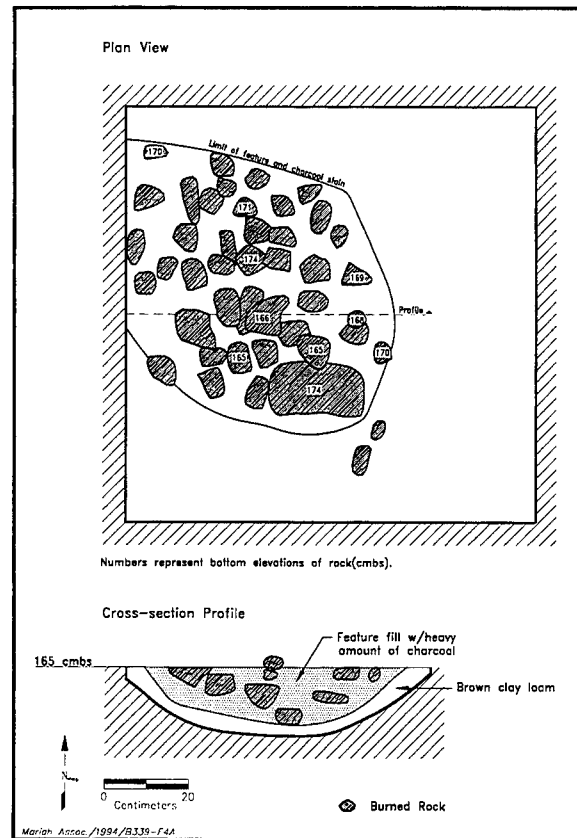 Plan View
Limit of feature and charcoal stain
170
171
174
169
166
168
Profile
170
165
165
174
Numbers represent bottom elevations of rock(cmbs).
Cross-section Profile
Feature fill w/heavy
amount of charcoal
165 cmbs
Brown clay loam
N
0 20
Centimeters
Burned Rock
Mariah Assoc./1994/B339-F4A